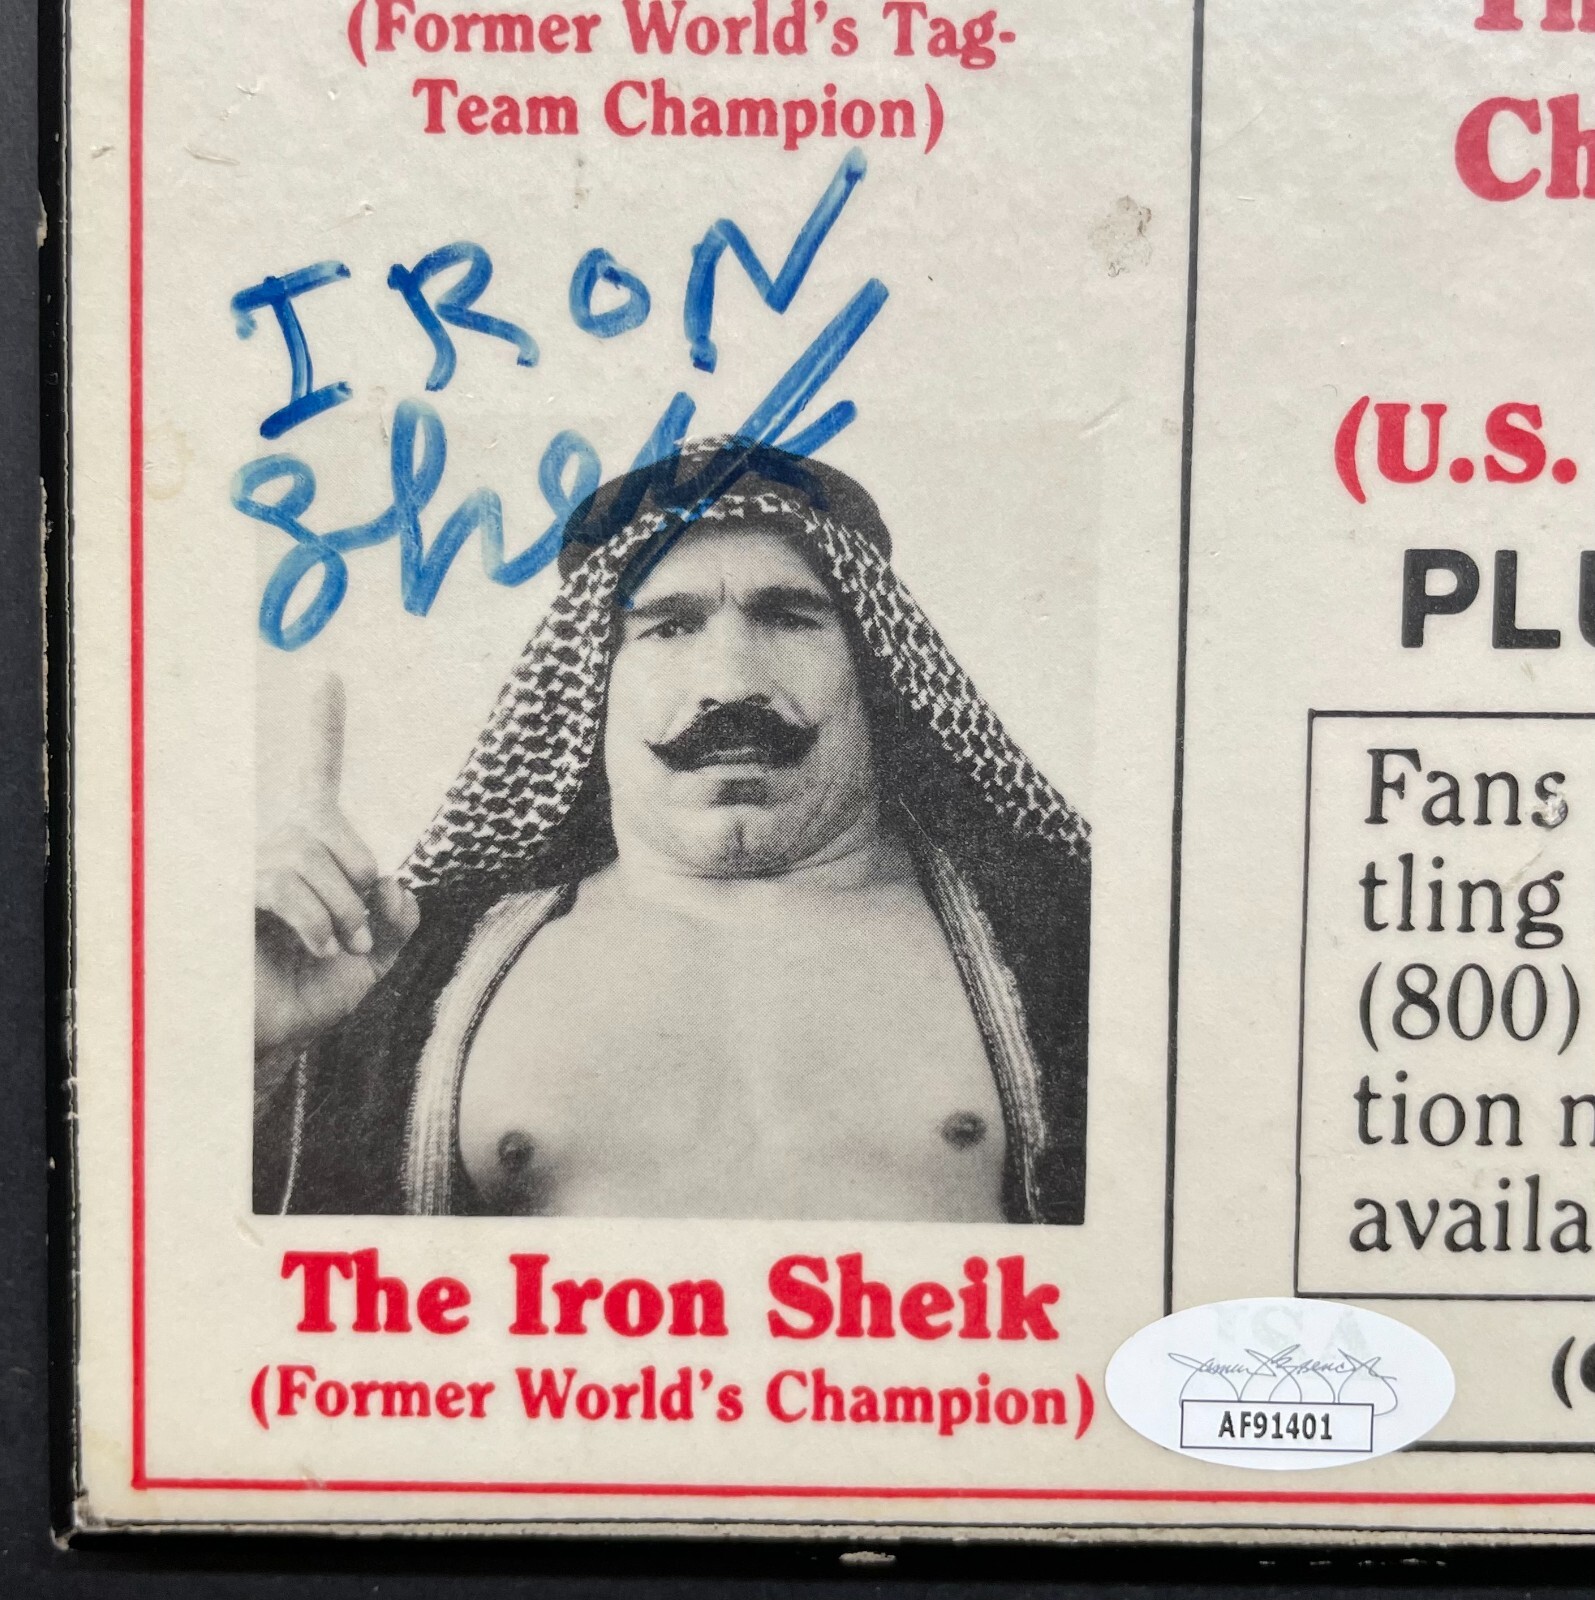 (Former World's Tag-
Team Champion)
IRON
Sheik
The Iron Sheik
(Former World's Champion)
Ch
(U.S.
PLU
Fans
tling
(800)
tion
availa
AF91401